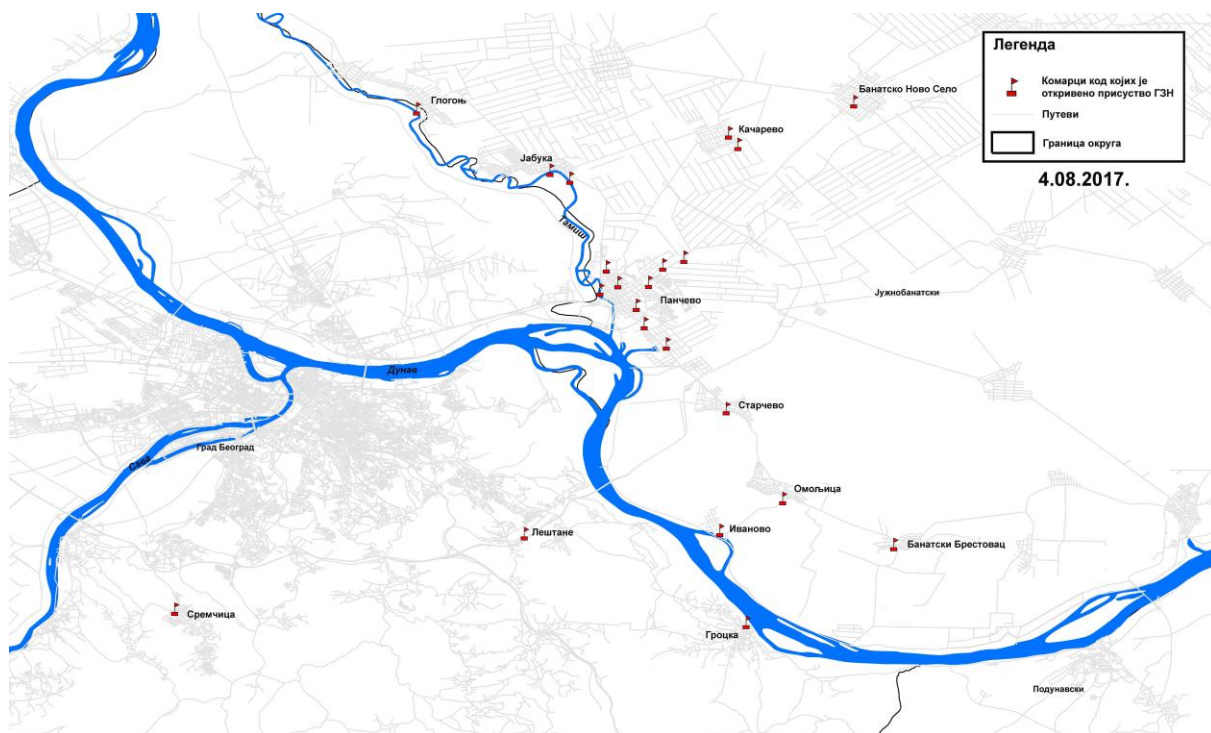 Легенда
Комарци код којих је
откривено присуство ГЗН
Путеви
Граница округа
4.08.2017.
Глогоњ
Банатско Ново Село
Качарево
Јабука
Тамиш
Јужнобанатски
Панчево
Дунав
Старчево
Град Београд
Сава
Омољица
Иваново
Лештане
Банатски Брестовац
Сремчица
Гроцка
Подунавски